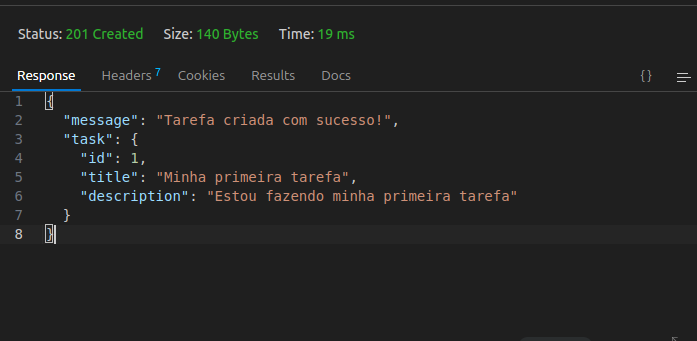 Status: 201 Created Size: 140 Bytes Time: 19 ms
Response Headers 7 Cookies Results Docs {}
1 {
2 "message": "Tarefa criada com sucesso!",
3 "task": {
4 "id": 1,
5 "title": "Minha primeira tarefa",
6 "description": "Estou fazendo minha primeira tarefa"
7 }
8 }